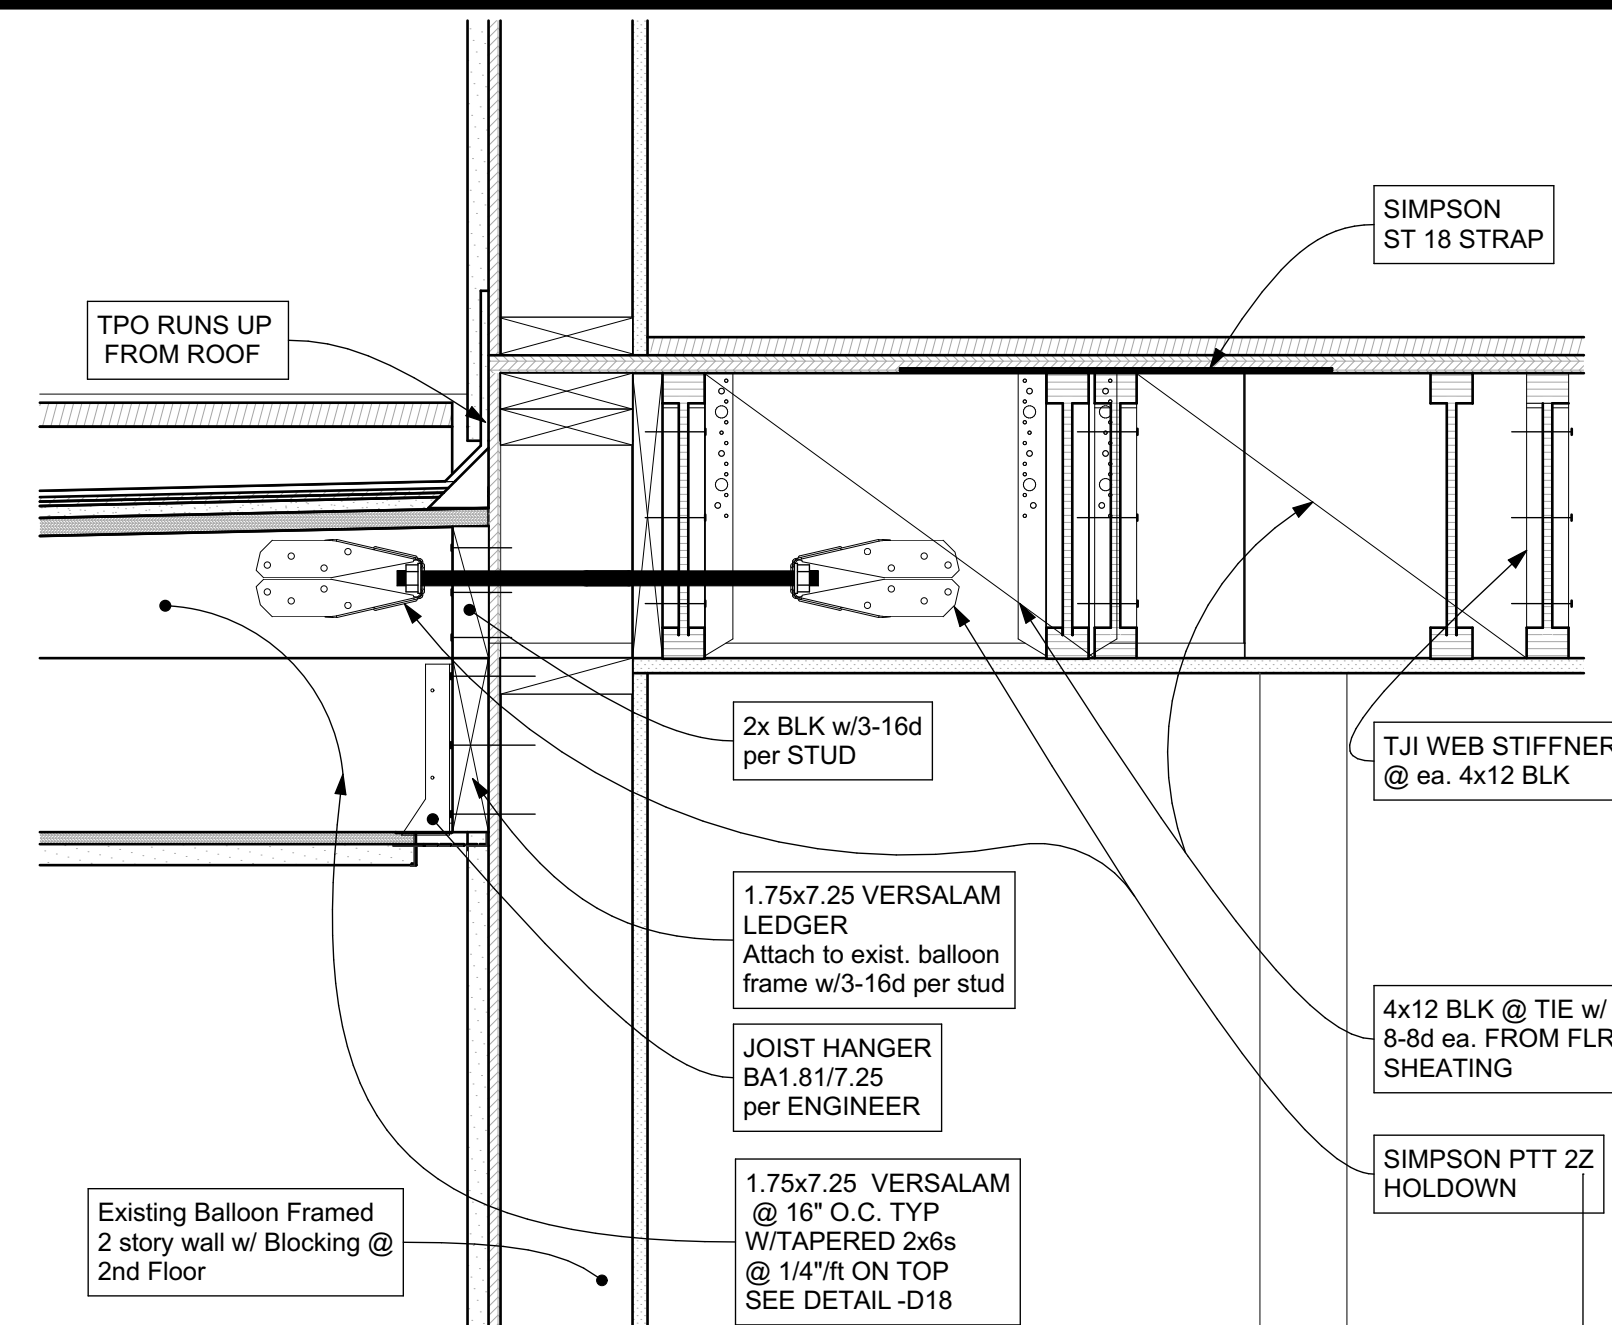 SIMPSON
ST 18 STRAP
TPO RUNS UP
FROM ROOF
2x BLK w/3-16d
per STUD
TJI WEB STIFFNER
@ ea. 4x12 BLK
1.75x7.25 VERSALAM
LEDGER
Attach to exist. balloon
frame w/3-16d per stud
4x12 BLK @ TIE w/
8-8d ea. FROM FLR
SHEATING
JOIST HANGER
BA1.81/7.25
per ENGINEER
SIMPSON PTT 2Z
HOLDOWN
1.75x7.25 VERSALAM
@ 16" O.C. TYP
W/TAPERED 2x6s
@ 1/4"/ft ON TOP
SEE DETAIL -D18
Existing Balloon Framed
2 story wall w/ Blocking @
2nd Floor